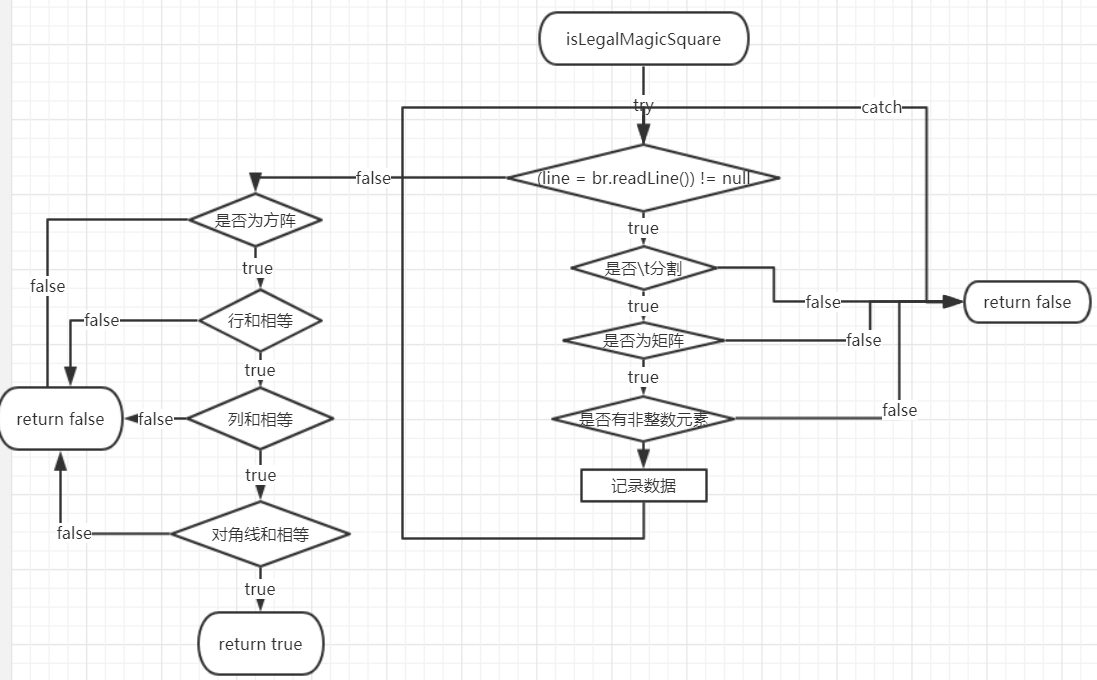 isLegalMagicSquare
try
catch
(line = br.readLine()) != null
false
true
是否\t分割
false
return false
true
是否为矩阵
false
true
是否有非整数元素
false
记录数据
是否为方阵
false
true
行和相等
false
true
列和相等
false
return false
true
对角线和相等
false
true
return true